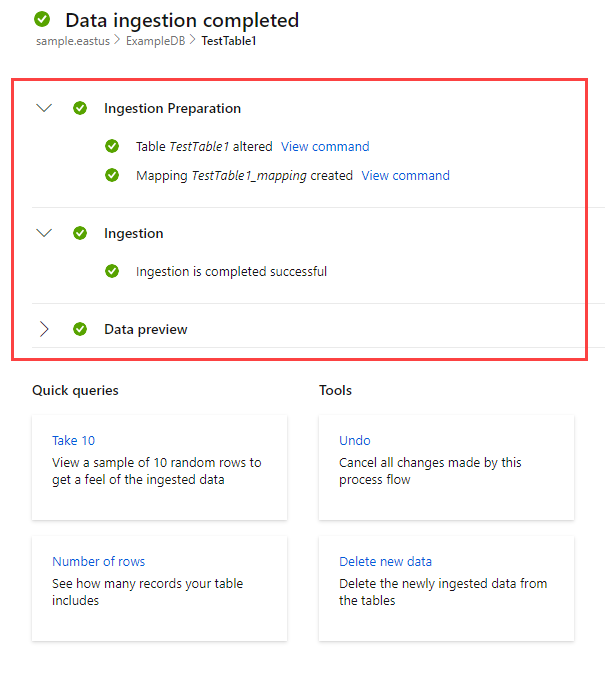 Data ingestion completed
sample.eastus > ExampleDB > TestTable1
Ingestion Preparation
Table TestTable1 altered View command
Mapping TestTable1_mapping created View command
Ingestion
Ingestion is completed successful
Data preview
Quick queries
Tools
Take 10
View a sample of 10 random rows to
get a feel of the ingested data
Undo
Cancel all changes made by this
process flow
Number of rows
See how many records your table
includes
Delete new data
Delete the newly ingested data from
the tables